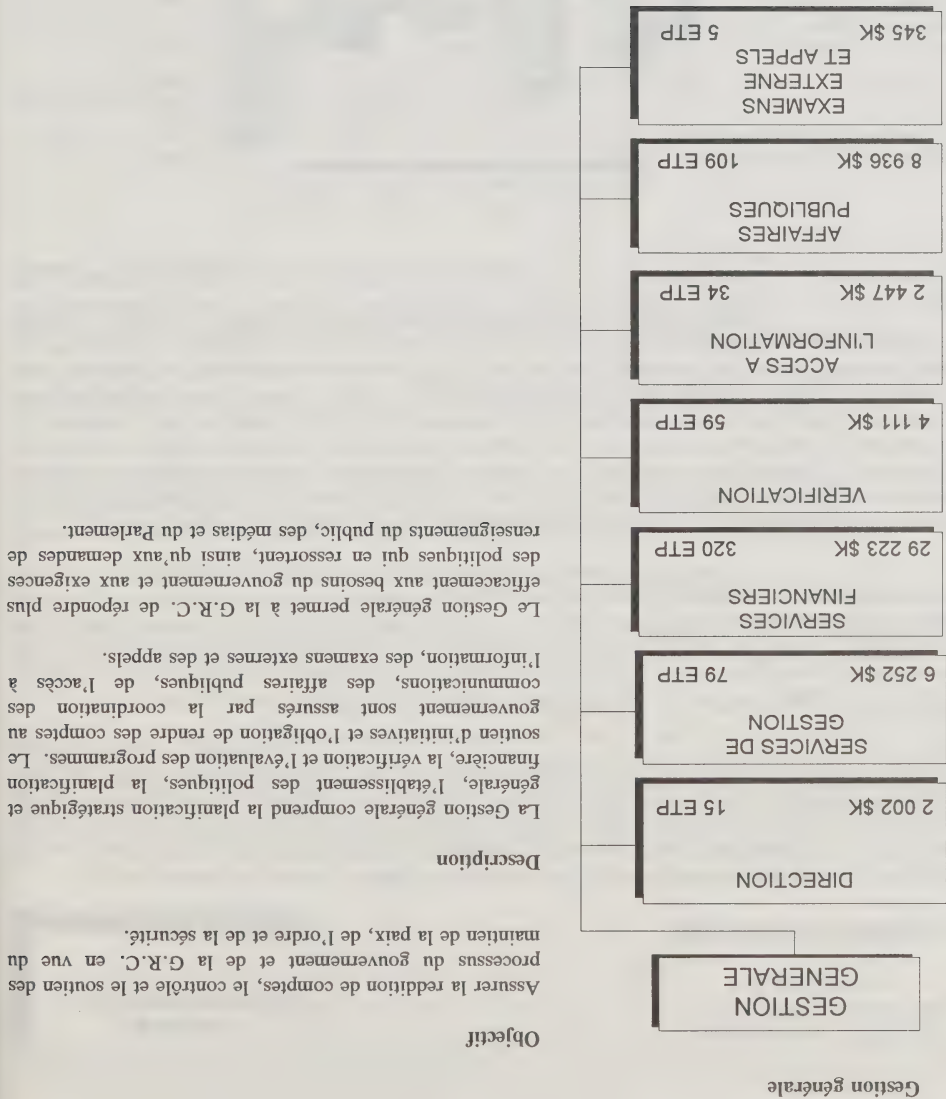 Gestion générale
GESTION
GENERALE
DIRECTION
2 002 $K 15 ETP
SERVICES DE
GESTION
6 252 $K 79 ETP
SERVICES
FINANCIERS
29 223 $K 320 ETP
VERIFICATION
4 111 $K 59 ETP
ACCES A
L'INFORMATION
2 447 $K 34 ETP
AFFAIRES
PUBLIQUES
8 936 $K 109 ETP
EXAMENS
EXTERNE
ET APPELS
345 $K 5 ETP
Objectif
Assurer la reddition de comptes, le contrôle et le soutien des
processus du gouvernement et de la G.R.C. en vue du
maintien de la paix, de l'ordre et de la sécurité.
Description
La Gestion générale comprend la planification stratégique et
générale, l'établissement des politiques, la planification
financière, la vérification et l'évaluation des programmes. Le
soutien d'initiatives et l'obligation de rendre des comptes au
gouvernement sont assurés par la coordination des
communications, des affaires publiques, de l'accès à
l'information, des examens externes et des appels.
Le Gestion générale permet à la G.R.C. de répondre plus
efficacement aux besoins du gouvernement et aux exigences
des politiques qui en ressortent, ainsi qu'aux demandes de
renseignements du public, des médias et du Parlement.